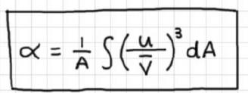 α = 1/A ∫(u/V̅)³ dA